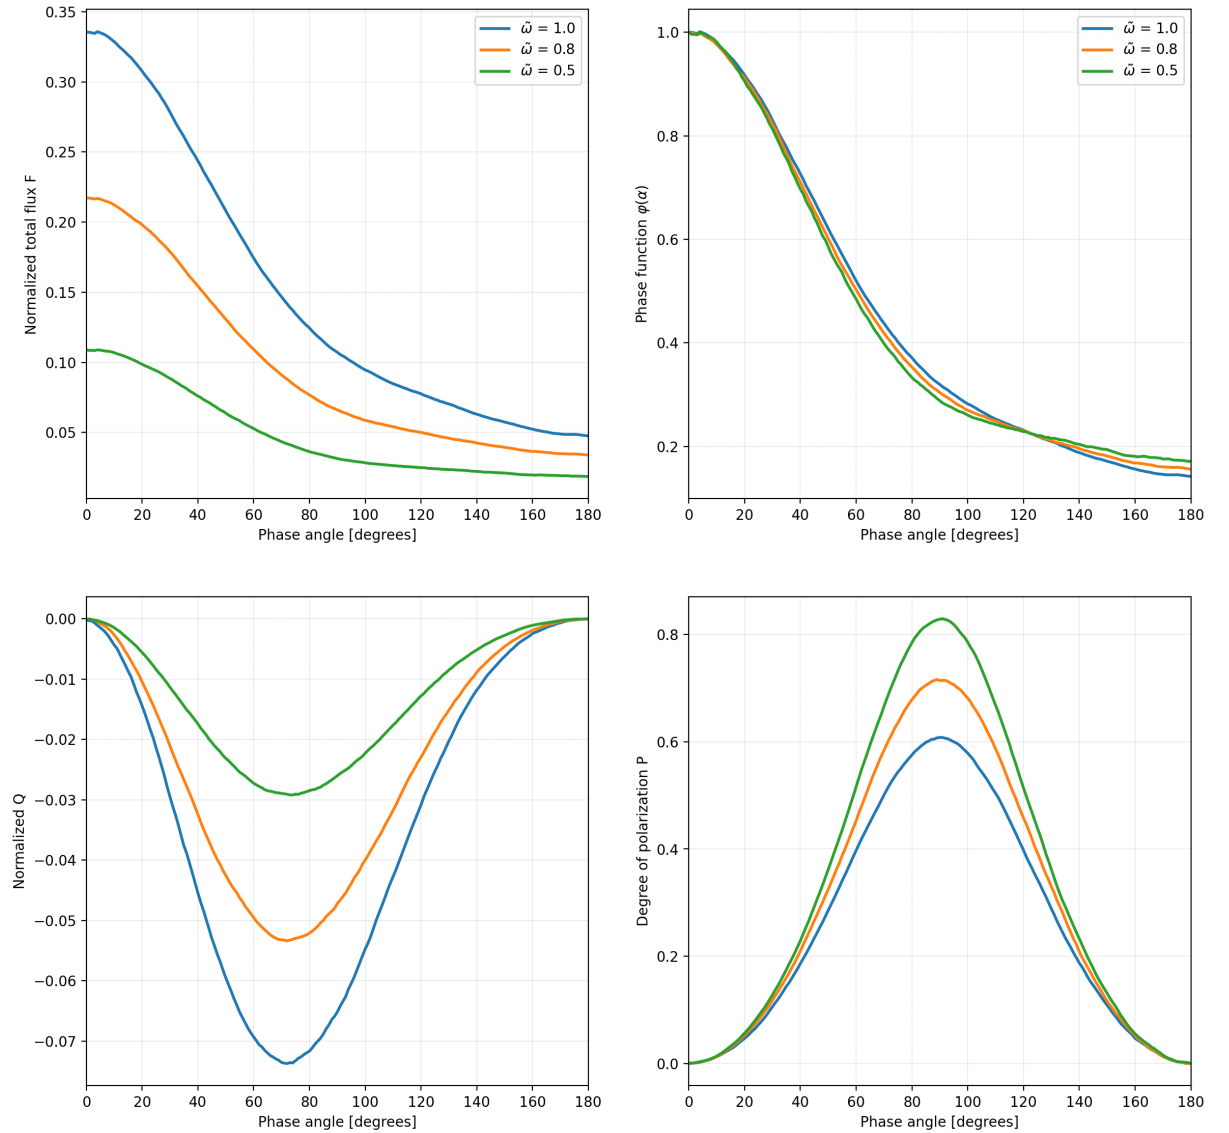 0.35
0.30
0.25
0.20
0.15
0.10
0.05
Normalized total flux F
ω̃ = 1.0
ω̃ = 0.8
ω̃ = 0.5
0 20 40 60 80 100 120 140 160 180
Phase angle [degrees]
1.0
0.8
0.6
0.4
0.2
Phase function φ(α)
ω̃ = 1.0
ω̃ = 0.8
ω̃ = 0.5
0 20 40 60 80 100 120 140 160 180
Phase angle [degrees]
0.00
−0.01
−0.02
−0.03
−0.04
−0.05
−0.06
−0.07
Normalized Q
0 20 40 60 80 100 120 140 160 180
Phase angle [degrees]
0.8
0.6
0.4
0.2
0.0
Degree of polarization P
0 20 40 60 80 100 120 140 160 180
Phase angle [degrees]